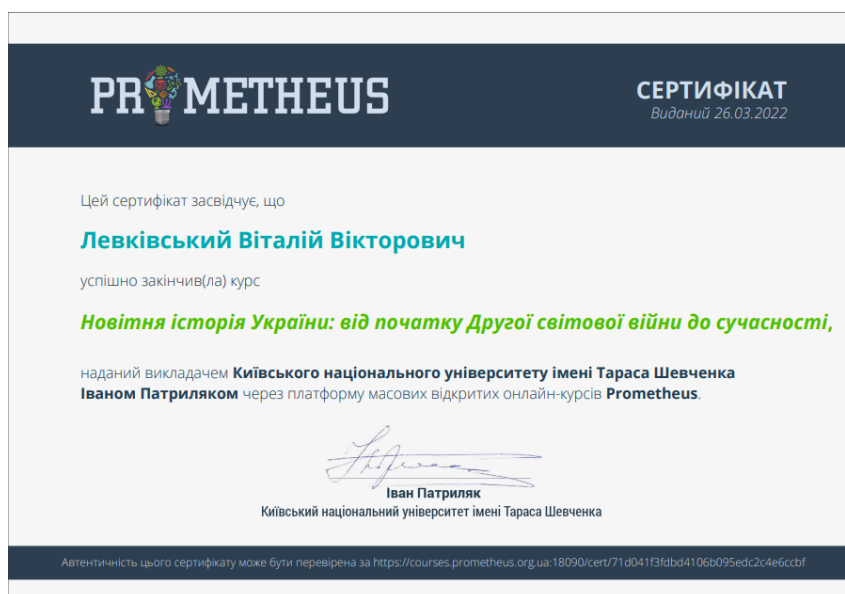 PROMETHEUS
СЕРТИФІКАТ
Виданий 26.03.2022
Цей сертифікат засвідчує, що
Левківський Віталій Вікторович
успішно закінчив(ла) курс
Новітня історія України: від початку Другої світової війни до сучасності,
наданий викладачем Київського національного університету імені Тараса Шевченка
Іваном Патриляком через платформу масових відкритих онлайн-курсів Prometheus.
Іван Патриляк
Київський національний університет імені Тараса Шевченка
Автентичність цього сертифікату може бути перевірена за https://courses.prometheus.org.ua:18090/cert/71d041f3fdbd4106b095edc2c4e6ccbf